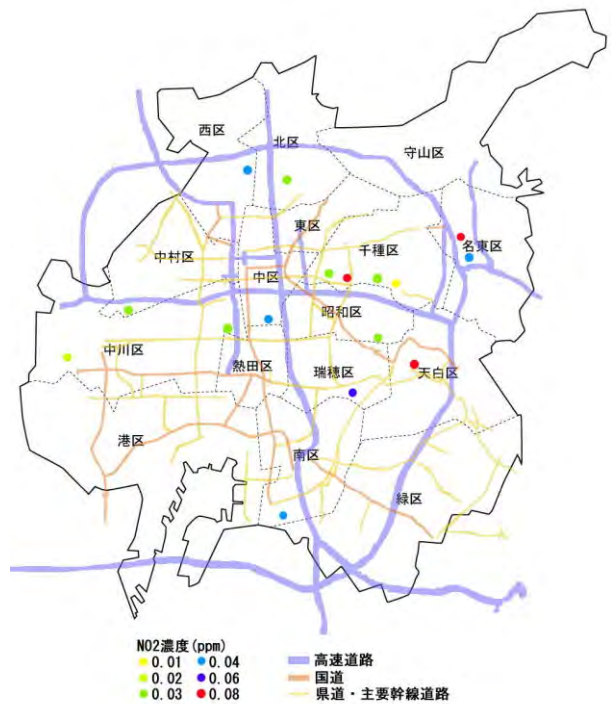 西区
北区
守山区
東区
千種区
名東区
中村区
中区
昭和区
中川区
熱田区
瑞穂区
天白区
港区
南区
緑区
NO2濃度(ppm)
0.01
0.04
0.02
0.06
0.03
0.08
高速道路
国道
県道・主要幹線道路